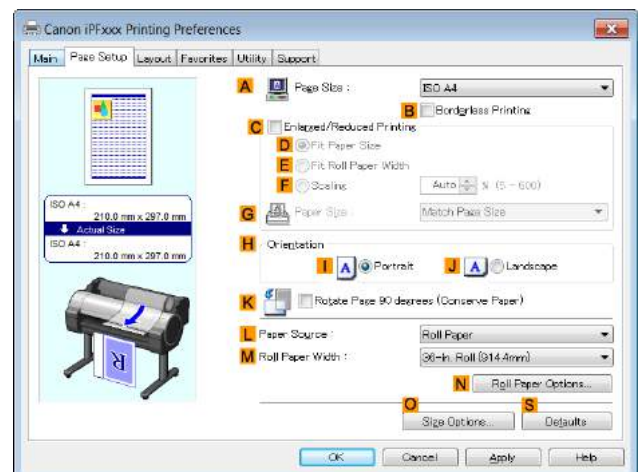 Canon iPFxxx Printing Preferences
Main Page Setup Layout Favorites Utility Support
A Page Size : ISO A4
B Borderless Printing
C Enlarged/Reduced Printing
D Fit Paper Size
E Fit Roll Paper Width
F Scaling Auto % (5 - 600)
G Paper Size : Match Page Size
ISO A4 :
210.0 mm x 297.0 mm
Actual Size
ISO A4 :
210.0 mm x 297.0 mm
H Orientation
I A Portrait J A Landscape
K Rotate Page 90 degrees (Conserve Paper)
L Paper Source : Roll Paper
M Roll Paper Width : 36-in. Roll (914.4mm)
R
N Roll Paper Options...
O S
Size Options... Defaults
OK Cancel Apply Help